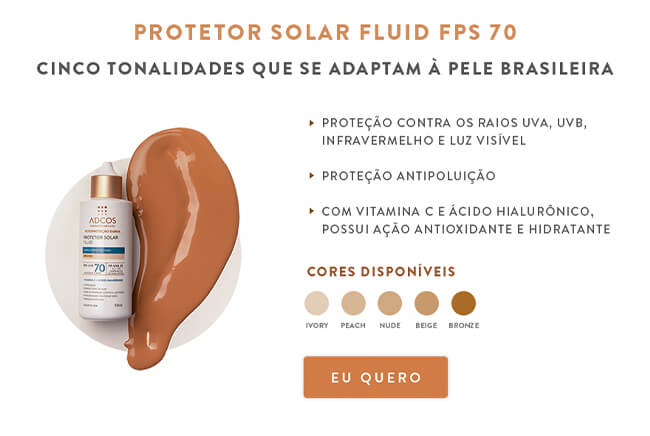 PROTETOR SOLAR FLUID FPS 70
CINCO TONALIDADES QUE SE ADAPTAM À PELE BRASILEIRA
PROTEÇÃO CONTRA OS RAIOS UVA, UVB,
INFRAVERMELHO E LUZ VISÍVEL
PROTEÇÃO ANTIPOLUIÇÃO
COM VITAMINA C E ÁCIDO HIALURÔNICO,
POSSUI AÇÃO ANTIOXIDANTE E HIDRATANTE
ADCOS
PROTETOR SOLAR
FLUID
70
CORES DISPONÍVEIS
IVORY PEACH NUDE BEIGE BRONZE
EU QUERO